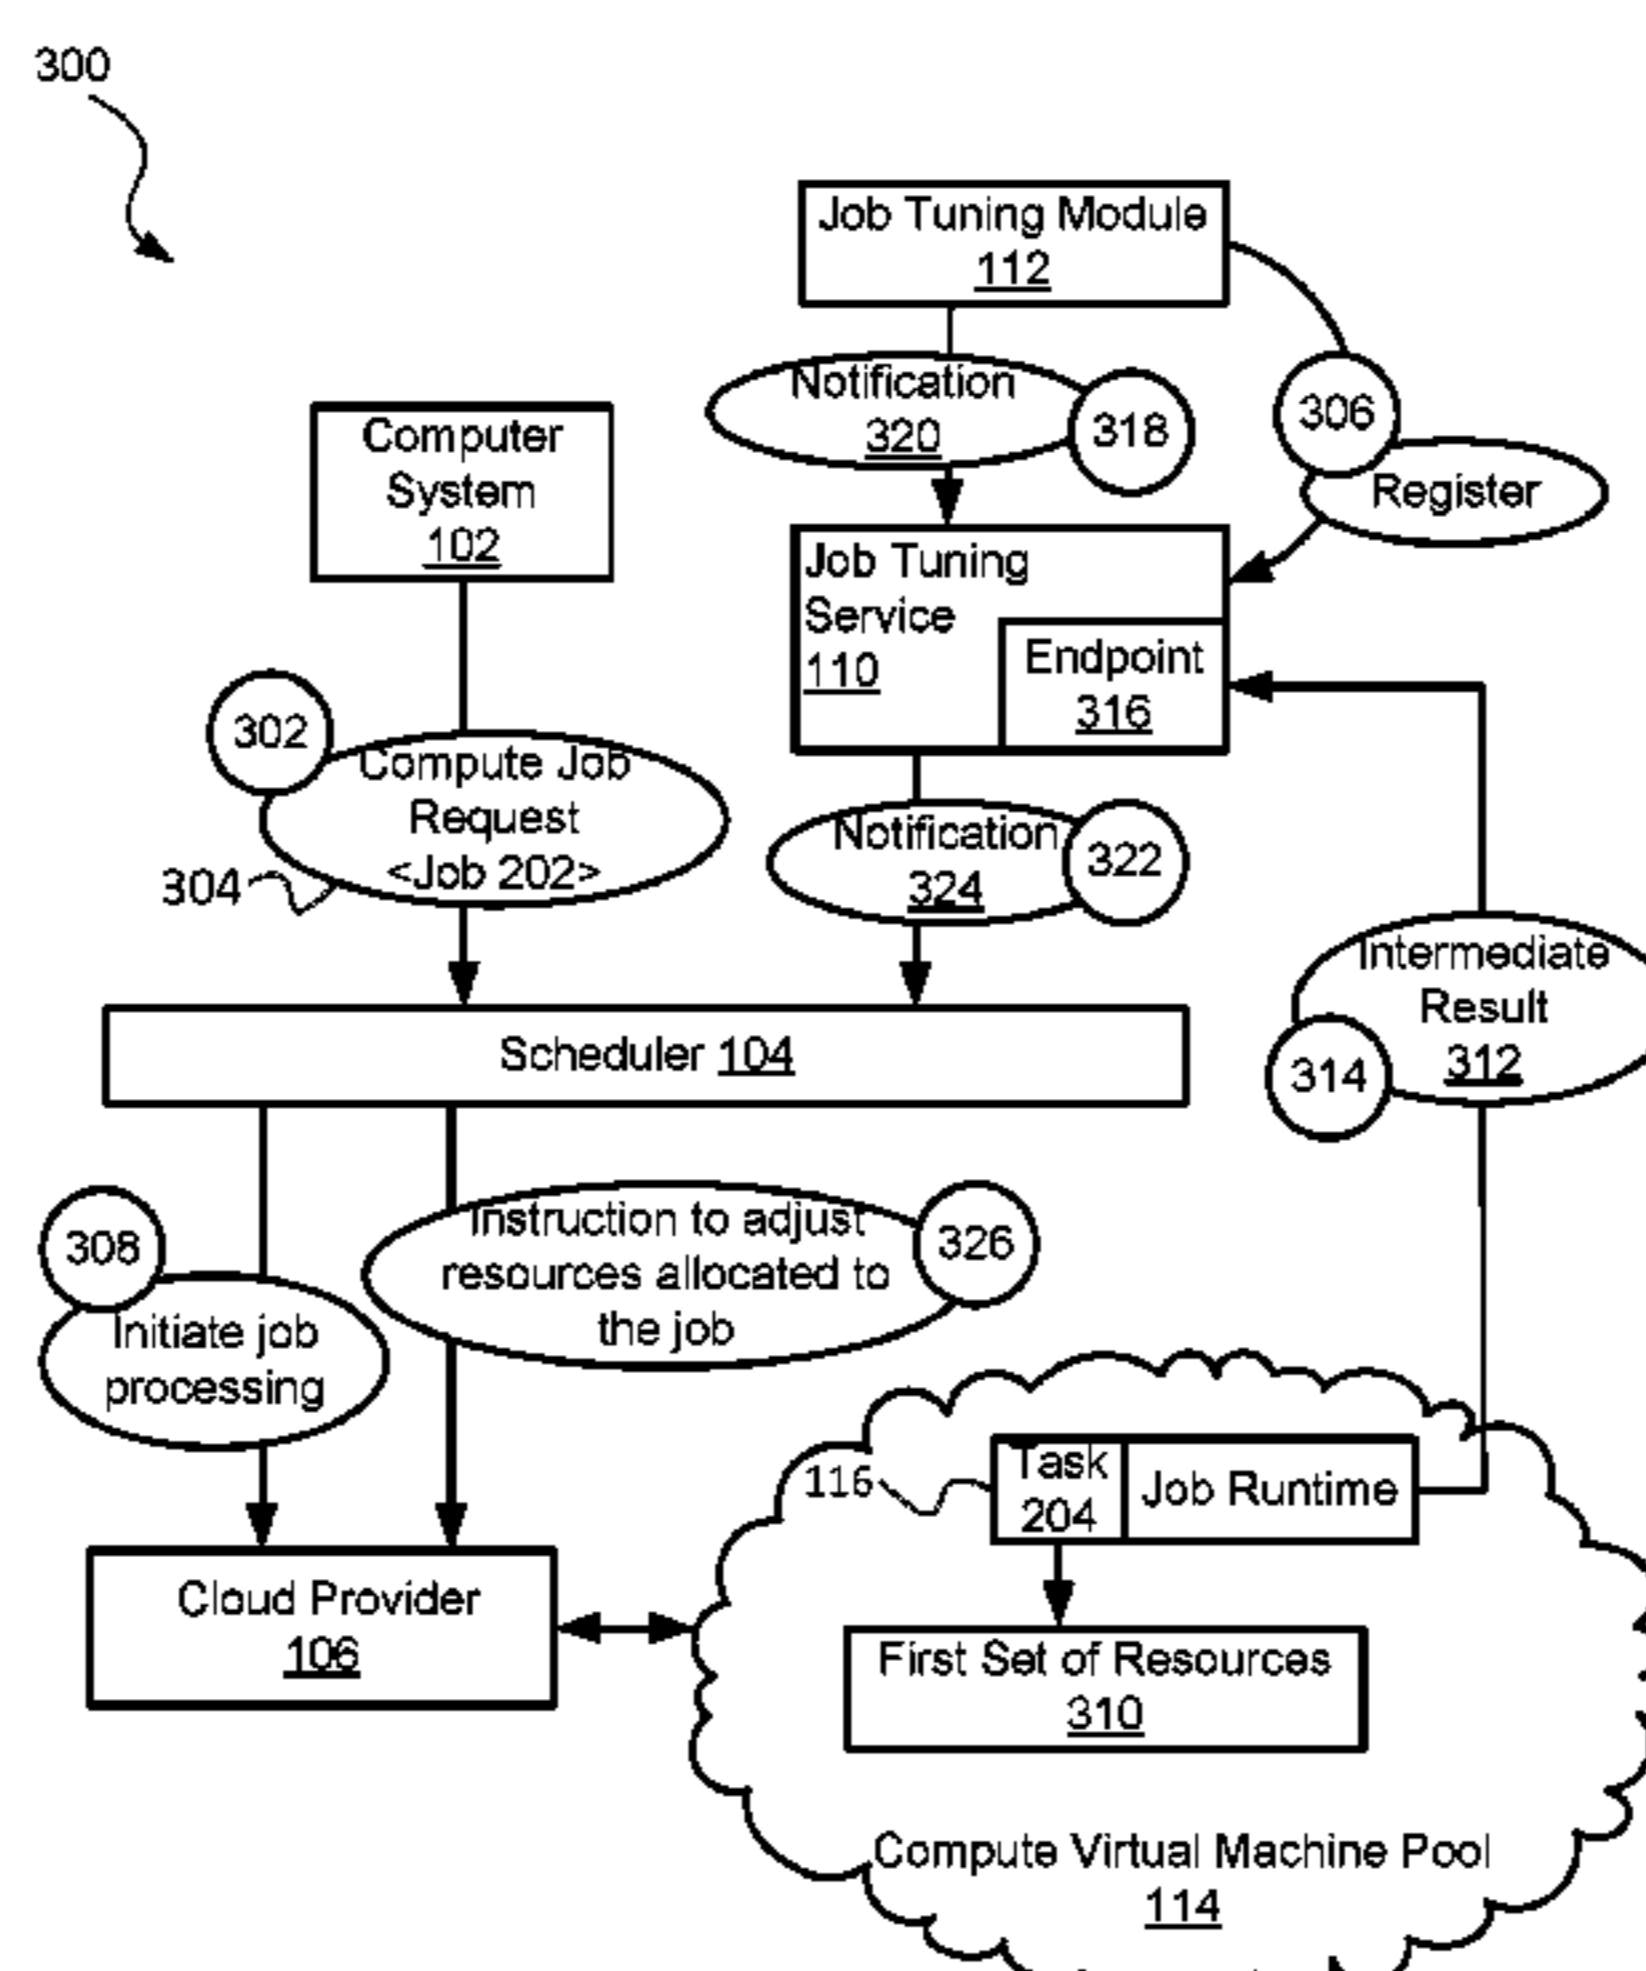 300
Job Tuning Module
112
Notification
320
318
306
Register
Computer
System
102
Job Tuning
Service
110
Endpoint
316
302
Compute Job
Request
<Job 202>
304
Notification
324
322
Intermediate
Result
312
314
Scheduler 104
308
Initiate job
processing
Instruction to adjust
resources allocated to
the job
326
116
Task
204
Job Runtime
Cloud Provider
106
First Set of Resources
310
Compute Virtual Machine Pool
114